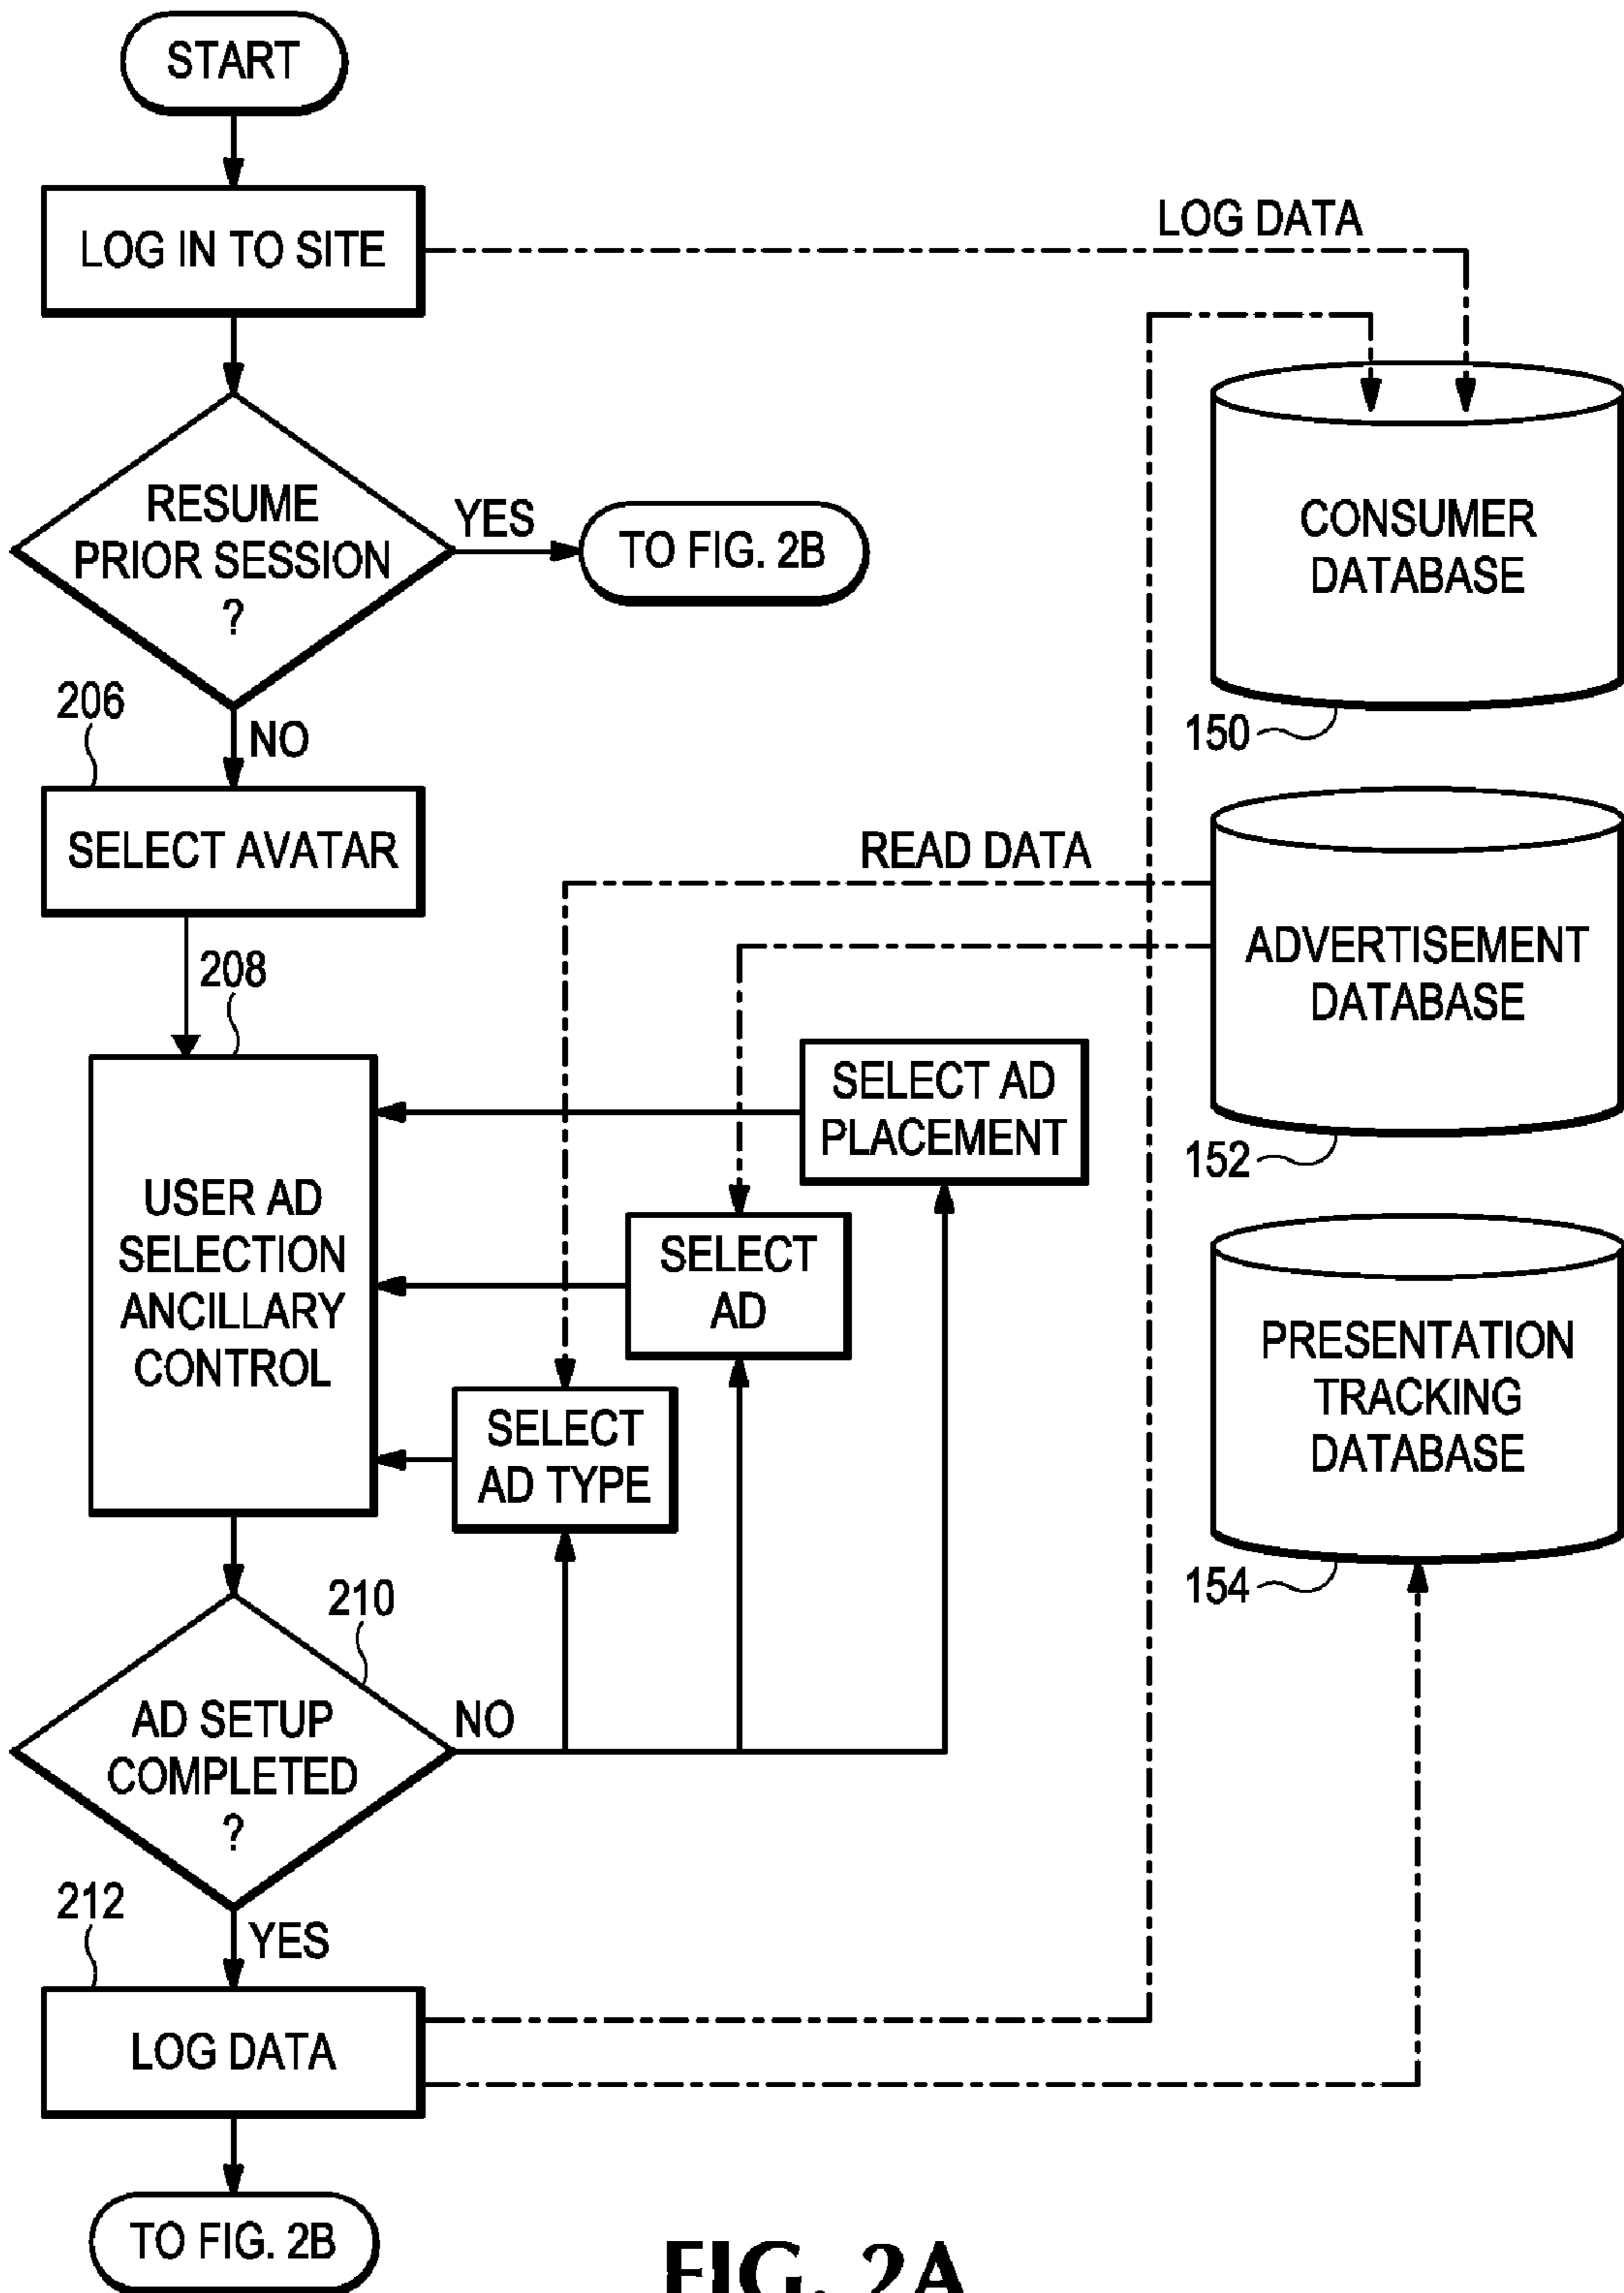 START
LOG IN TO SITE
LOG DATA
RESUME
PRIOR SESSION
?
YES
TO FIG. 2B
CONSUMER
DATABASE
150
206
NO
SELECT AVATAR
READ DATA
ADVERTISEMENT
DATABASE
152
208
USER AD
SELECTION
ANCILLARY
CONTROL
SELECT AD
PLACEMENT
SELECT
AD
SELECT
AD TYPE
PRESENTATION
TRACKING
DATABASE
154
210
AD SETUP
COMPLETED
?
NO
212
YES
LOG DATA
TO FIG. 2B
FIG. 2A